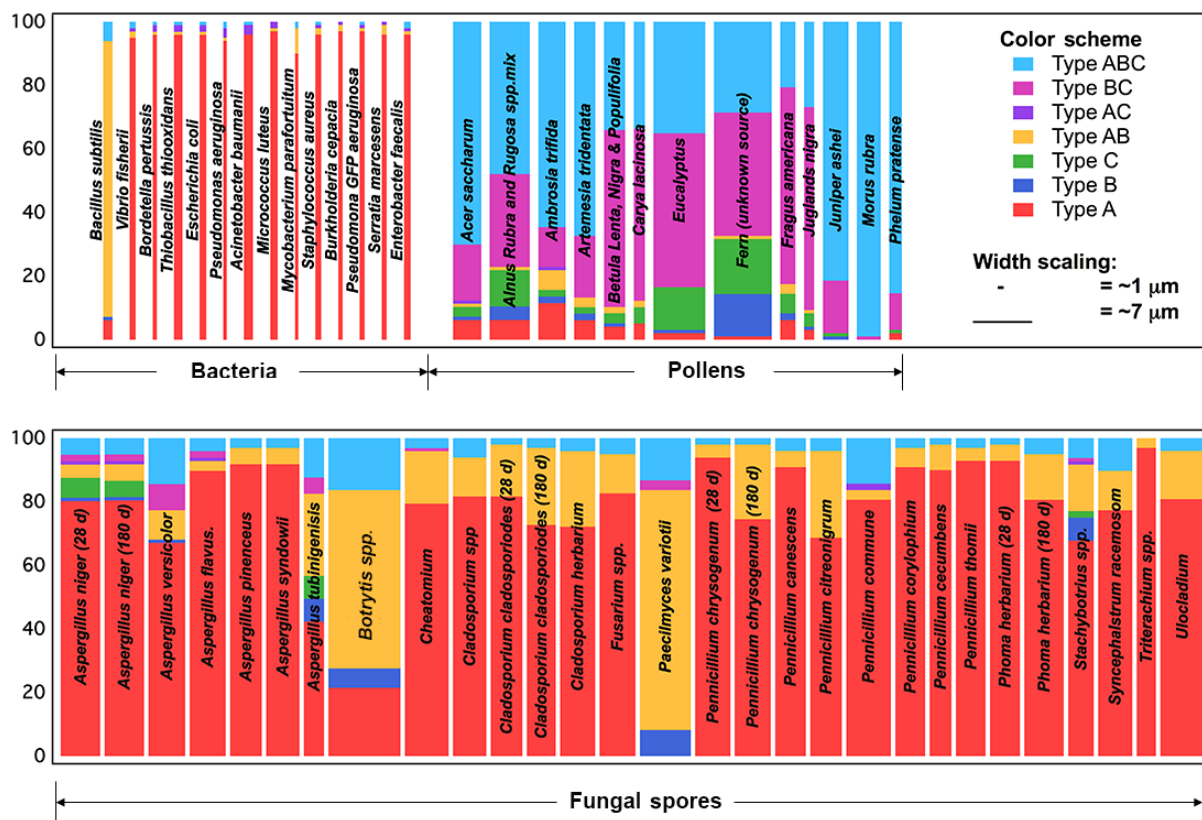 100
80
60
40
20
0
Bacillus subtilis
Vibrio fisherii
Bordetella pertussis
Thiobacillus thiooxidans
Escherichia coli
Pseudomonas aeruginosa
Acinetobacter baumanii
Micrococcus luteus
Mycobacterium parafortuitum
Staphylococcus aureus
Burkholderia cepacia
Pseudomona GFP aeruginosa
Serratia marcesens
Enterobacter faecalis
Acer saccharum
Alnus Rubra and Rugosa spp.mix
Ambrosia trifida
Artemesia tridentata
Betula Lenta, Nigra & Populifolia
Carya lacinosa
Eucalyptus
Fern (unknown source)
Fragus americana
Juglands nigra
Juniper ashei
Morus rubra
Phelum pratense
Color scheme
Type ABC
Type BC
Type AC
Type AB
Type C
Type B
Type A
Width scaling:
- = ~1 μm
= ~7 μm
Bacteria
Pollens
100
80
60
40
20
0
Aspergillus niger (28 d)
Aspergillus niger (180 d)
Aspergillus versicolor
Aspergillus flavus.
Aspergillus pinenceus
Aspergillus syndowii
Aspergillus tubinlgenisis
Botrytis spp.
Cheatomium
Cladosporium spp
Cladosporium cladosporiodes (28 d)
Cladosporium cladosporiodes (180 d)
Cladosporium herbarium
Fusarium spp.
Paecilmyces variotii
Pennicillium chrysogenum (28 d)
Penicillium chrysogenum (180 d)
Pennicillium canescens
Pennicillium citreonigrum
Pennicillium commune
Pennicillium corylophium
Pennicillium cecumbens
Pennicillium thomii
Phoma herbarium (28 d)
Phoma herbarium (180 d)
Stachybotrius spp.
Syncephalstrum racemosom
Triterachium spp.
Ulocladium
Fungal spores